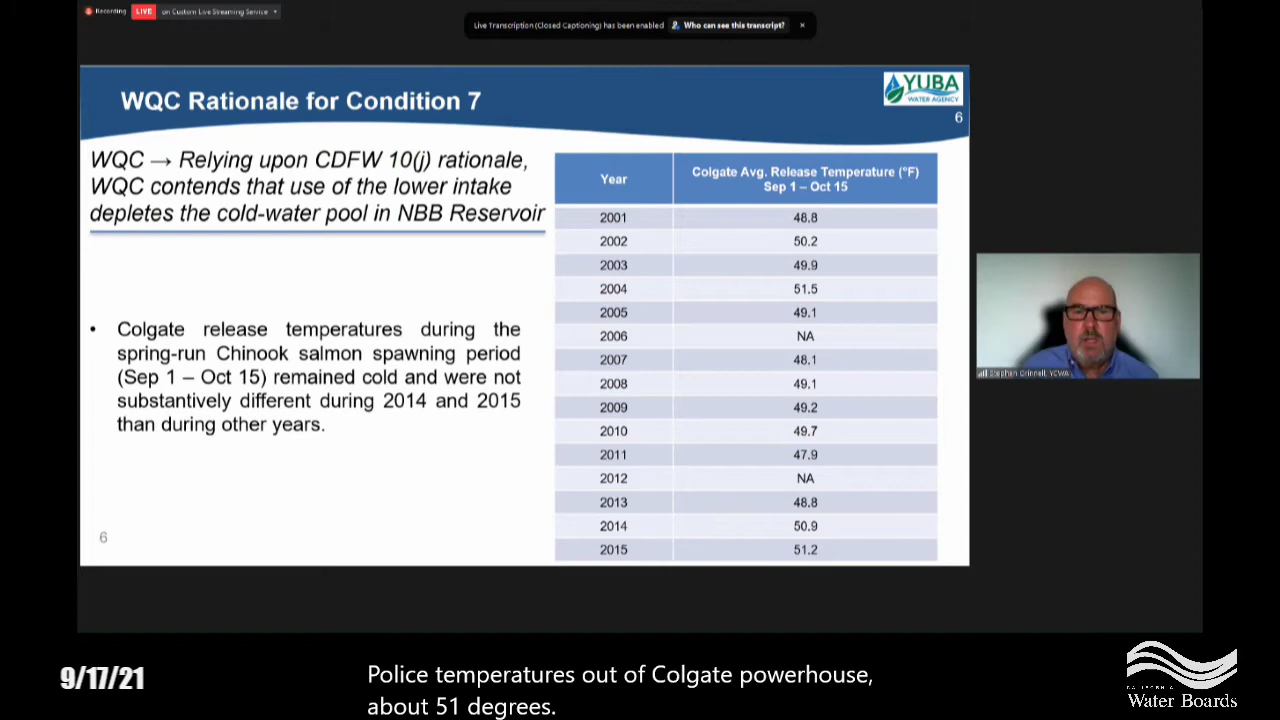 Recording
LIVE
on Custom Live Streaming Service
Live Transcription (Closed Captioning) has been enabled
Who can see this transcript?
WQC Rationale for Condition 7
YUBA
WATER AGENCY
6
WQC → Relying upon CDFW 10(j) rationale,
WQC contends that use of the lower intake
depletes the cold-water pool in NBB Reservoir
• Colgate release temperatures during the
spring-run Chinook salmon spawning period
(Sep 1 – Oct 15) remained cold and were not
substantively different during 2014 and 2015
than during other years.
6
Year Colgate Avg. Release Temperature (°F)
Sep 1 – Oct 15
2001 48.8
2002 50.2
2003 49.9
2004 51.5
2005 49.1
2006 NA
2007 48.1
2008 49.1
2009 49.2
2010 49.7
2011 47.9
2012 NA
2013 48.8
2014 50.9
2015 51.2
Stephen Grinnell, YCWA
9/17/21
Police temperatures out of Colgate powerhouse,
about 51 degrees.
CALIFORNIA
Water Boards